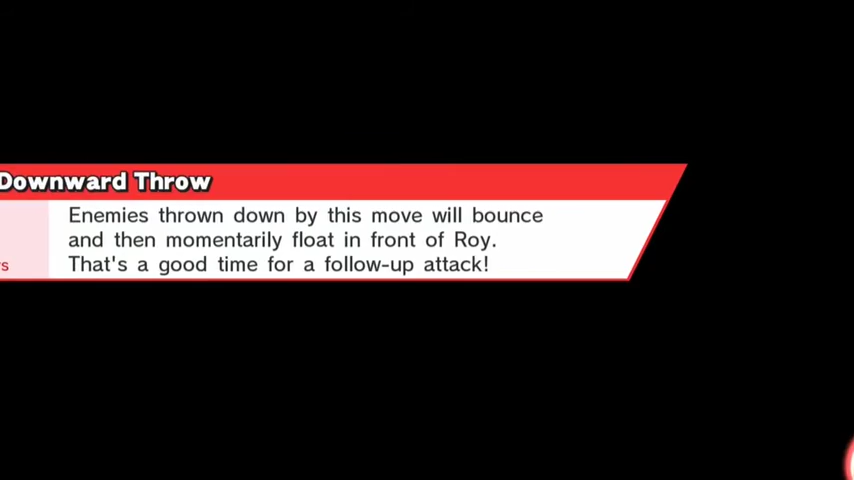 Downward Throw
Enemies thrown down by this move will bounce
and then momentarily float in front of Roy.
That's a good time for a follow-up attack!